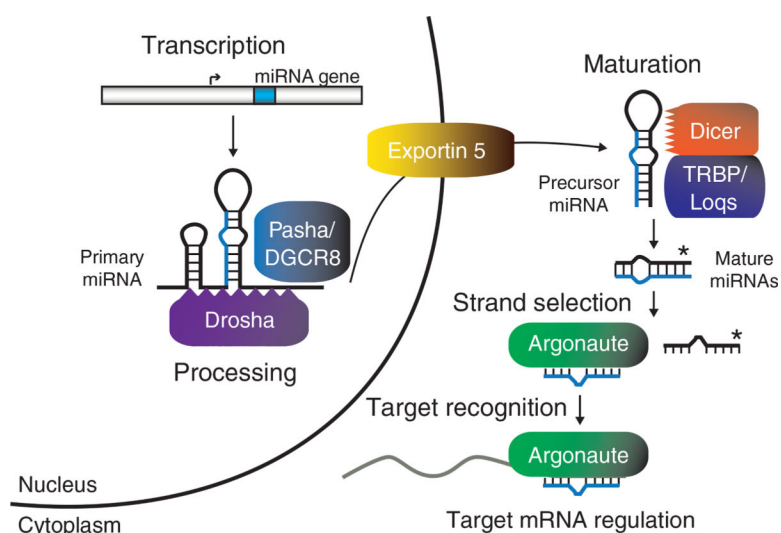 Transcription
miRNA gene
Primary
miRNA
Pasha/
DGCR8
Drosha
Processing
Exportin 5
Nucleus
Cytoplasm
Maturation
Dicer
TRBP/
Loqs
Precursor
miRNA
*
Mature
miRNAs
Strand selection
Argonaute
*
Target recognition
Argonaute
Target mRNA regulation